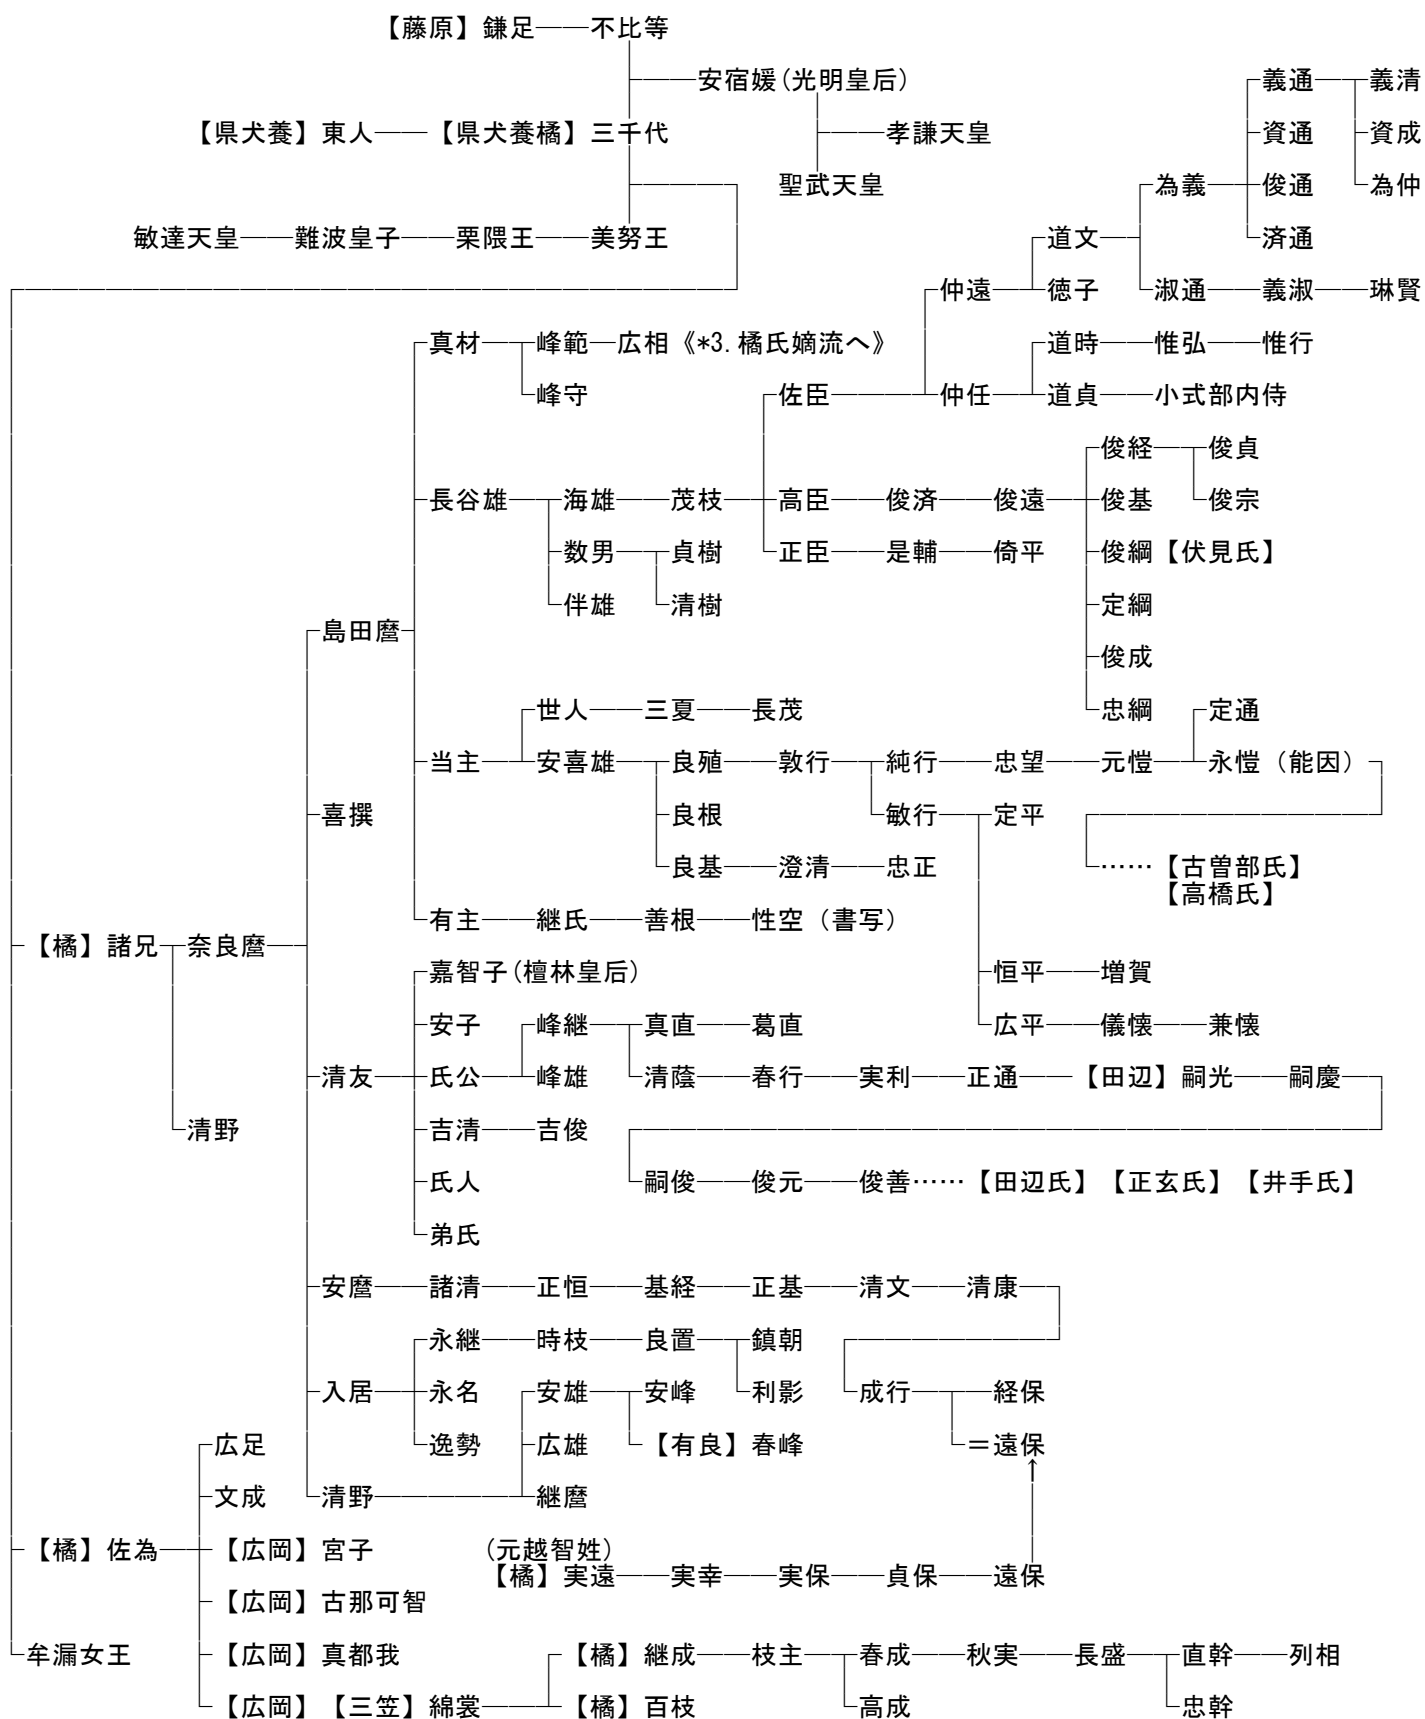 【藤原】鎌足――不比等
安宿媛(光明皇后) 義通 義清
【県犬養】東人――【県犬養橘】三千代 孝謙天皇 資通 資成
聖武天皇 為義 俊通 為仲
敏達天皇――難波皇子――栗隈王――美努王 道文 済通
仲遠 徳子 淑通――義淑――琳賢
真材 峰範―広相《*3.橘氏嫡流へ》 道時――惟弘――惟行
峰守 佐臣 仲任 道貞――小式部内侍
俊経 俊貞
長谷雄 海雄――茂枝 高臣――俊済――俊遠 俊基 俊宗
数男 貞樹 正臣――是輔――倚平 俊綱【伏見氏】
伴雄 清樹 定綱
島田麿
俊成
世人――三夏――長茂 忠綱 定通
当主 安喜雄 良殖――敦行 純行――忠望――元愷 永愷（能因）
喜撰 良根 敏行 定平
良基――澄清――忠正 ……【古曽部氏】
【高橋氏】
有主――継氏――善根――性空（書写）
【橘】諸兄 奈良麿
嘉智子(檀林皇后) 恒平――増賀
安子 峰継 真直――葛直 広平――儀懐――兼懐
清友 氏公 峰雄 清蔭――春行――実利――正通――【田辺】嗣光――嗣慶
清野 吉清――吉俊
氏人 嗣俊――俊元――俊善……【田辺氏】【正玄氏】【井手氏】
弟氏
安麿――諸清――正恒――基経――正基――清文――清康
永継――時枝――良置 鎮朝
入居 永名 安雄 安峰 利影 成行 経保
広足 逸勢 広雄 【有良】春峰 ＝遠保
↑
文成 清野 継麿
【橘】佐為 【広岡】宮子 (元越智姓)
【橘】実遠――実幸――実保――貞保――遠保
【広岡】古那可智
牟漏女王 【広岡】真都我 【橘】継成――枝主 春成――秋実――長盛 直幹――列相
【広岡】【三笠】綿裳 【橘】百枝 高成 忠幹